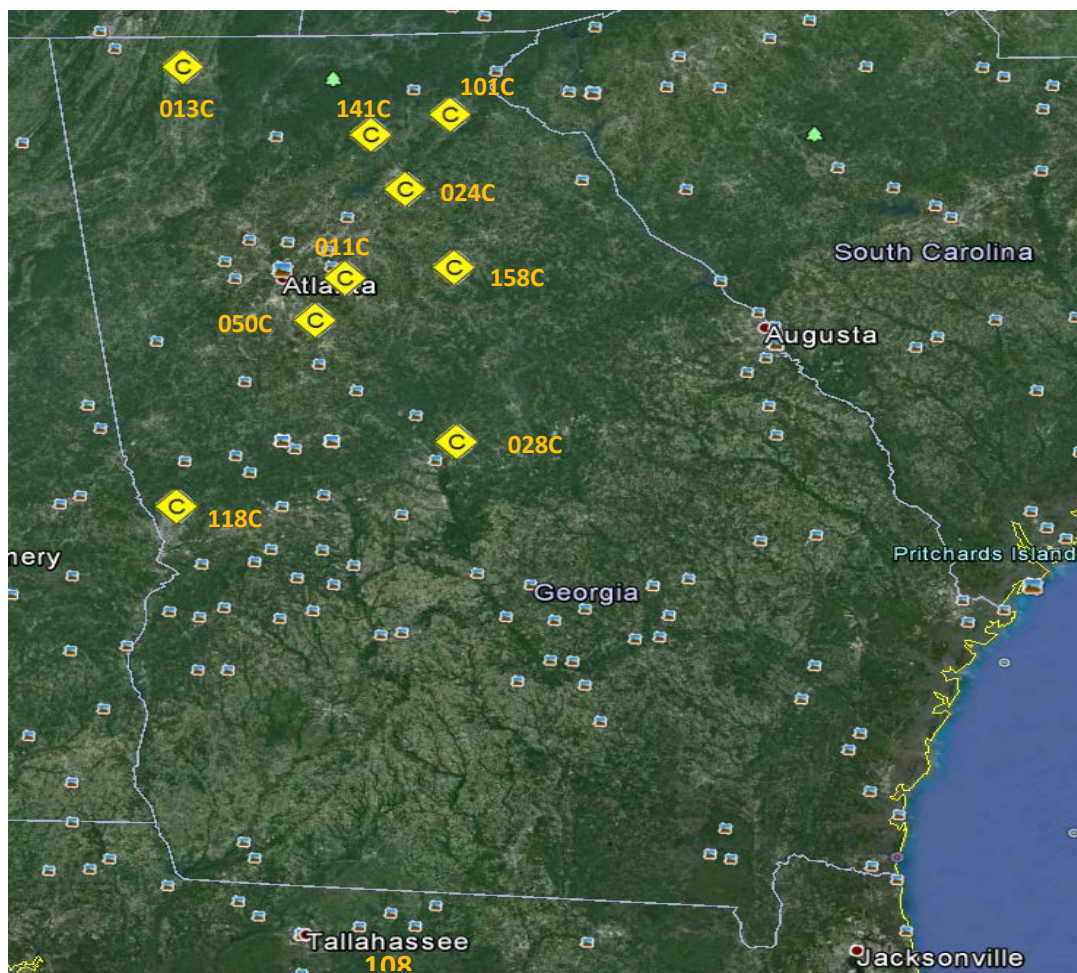 013C
141C
101C
024C
South Carolina
011C
158C
Atlanta
050C
Augusta
028C
118C
nery
Pritchards Island
Georgia
Tallahassee
108
Jacksonville
C
C
C
C
C
C
C
C
C